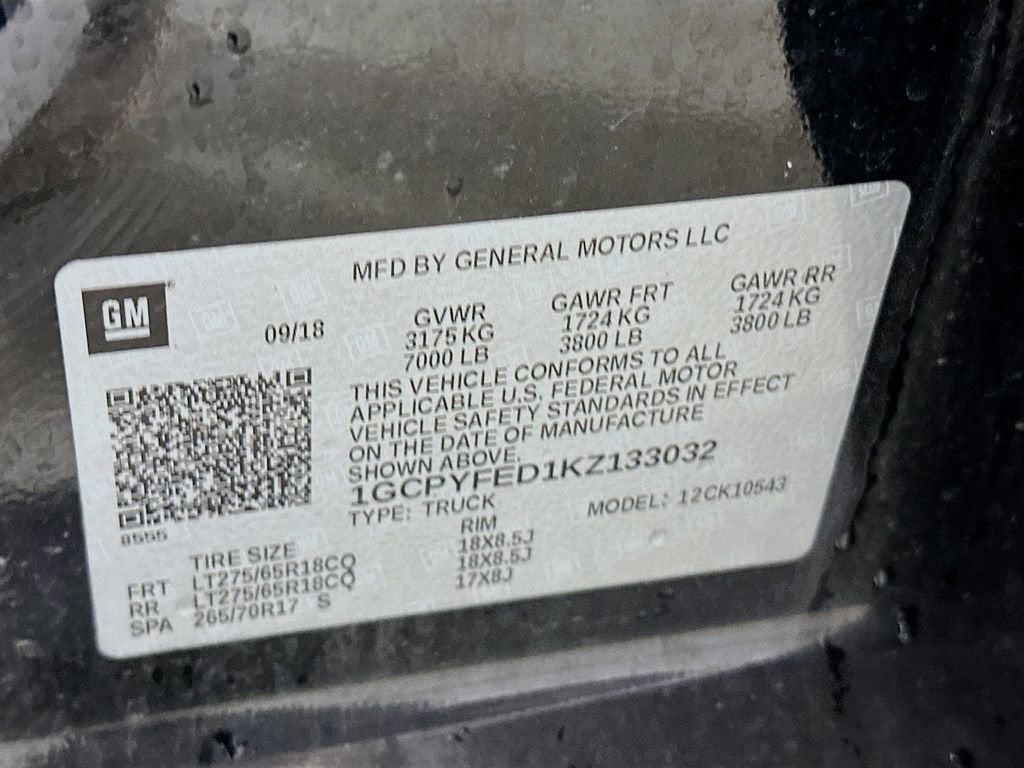 MFD BY GENERAL MOTORS LLC
GM
09/18
GVWR GAWR FRT GAWR RR
3175 KG 1724 KG 1724 KG
7000 LB 3800 LB 3800 LB
THIS VEHICLE CONFORMS TO ALL
APPLICABLE U.S. FEDERAL MOTOR
VEHICLE SAFETY STANDARDS IN EFFECT
ON THE DATE OF MANUFACTURE
SHOWN ABOVE.
1GCPYFED1KZ133032
TYPE: TRUCK MODEL: 12CK10543
8555
TIRE SIZE RIM
FRT LT275/65R18CQ 18X8.5J
RR LT275/65R18CQ 18X8.5J
SPA 265/70R17 S 17X8J